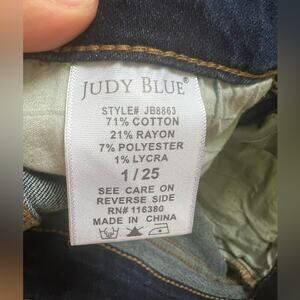 JUDY BLUE®
STYLE# JB8863
71% COTTON
21% RAYON
7% POLYESTER
1% LYCRA
1 / 25
SEE CARE ON
REVERSE SIDE
RN# 116380
MADE IN CHINA